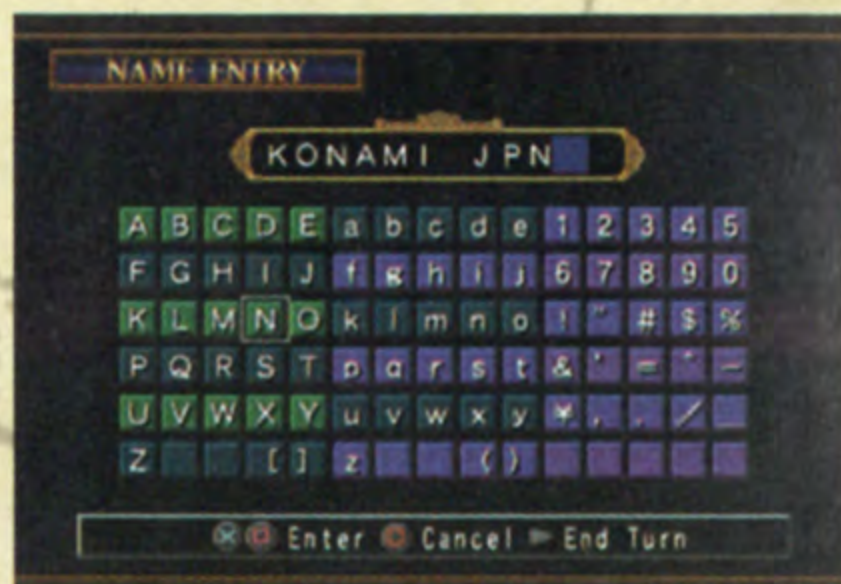 NAME ENTRY
KONAMI JPN
A B C D E a b c d e 1 2 3 4 5
F G H I J f g h i j 6 7 8 9 0
K L M N O k l m n o ! " # $ %
P Q R S T p q r s t & ' = ^ -
U V W X Y u v w x y ¥ , . /
Z [ ] z ( )
Enter Cancel End Turn